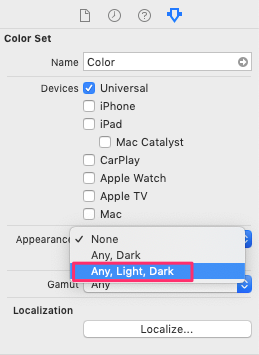 Color Set
Name Color
Devices Universal
iPhone
iPad
Mac Catalyst
CarPlay
Apple Watch
Apple TV
Mac
Appearance ✓ None
Any, Dark
Any, Light, Dark
Gamut Any
Localization
Localize...